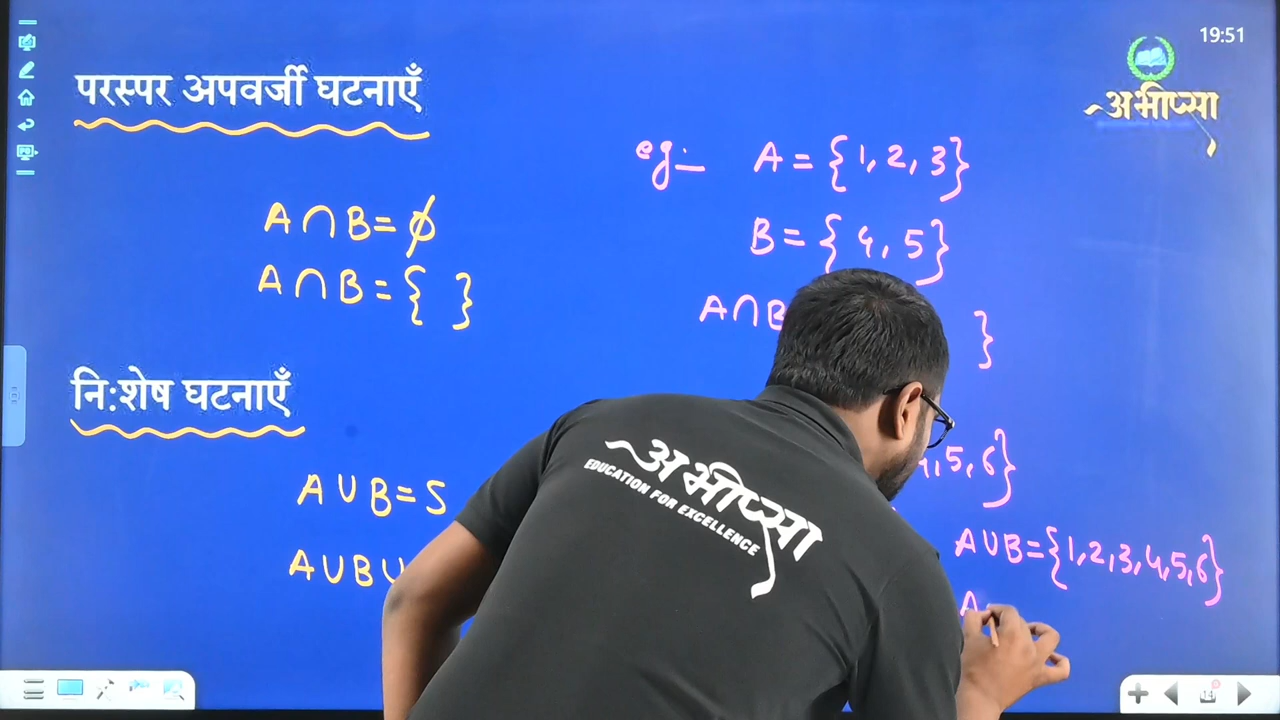 19:51
अभीप्सा
परस्पर अपवर्जी घटनाएँ
A∩B=ϕ
A∩B={ }
eg:- A={1,2,3}
B={4,5}
A∩B }
नि:शेष घटनाएँ
A∪B=S
A∪B∪
,5,6}
A∪B={1,2,3,4,5,6}
A
अभीप्सा
EDUCATION FOR EXCELLENCE